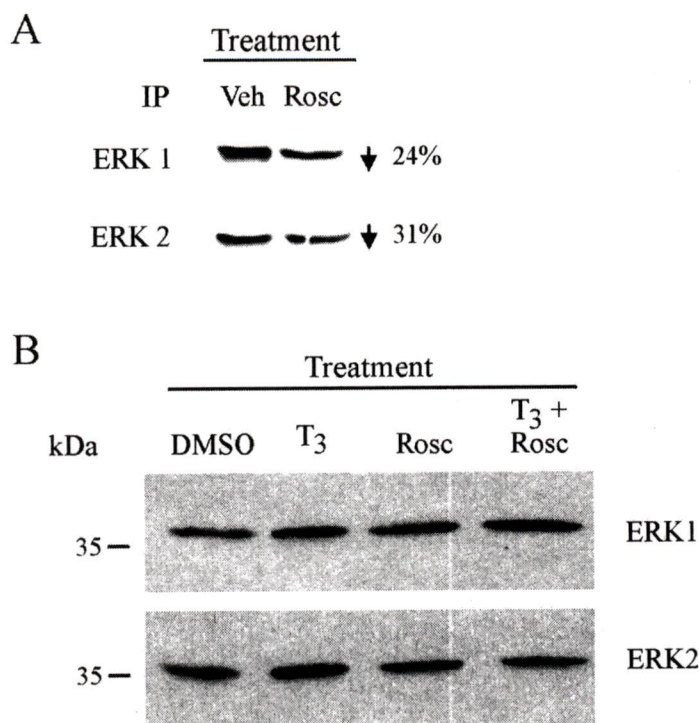 A
Treatment
IP Veh Rosc
ERK 1 24%
ERK 2 31%
B
Treatment
kDa DMSO T3 Rosc T3 + Rosc
35 ERK1
35 ERK2